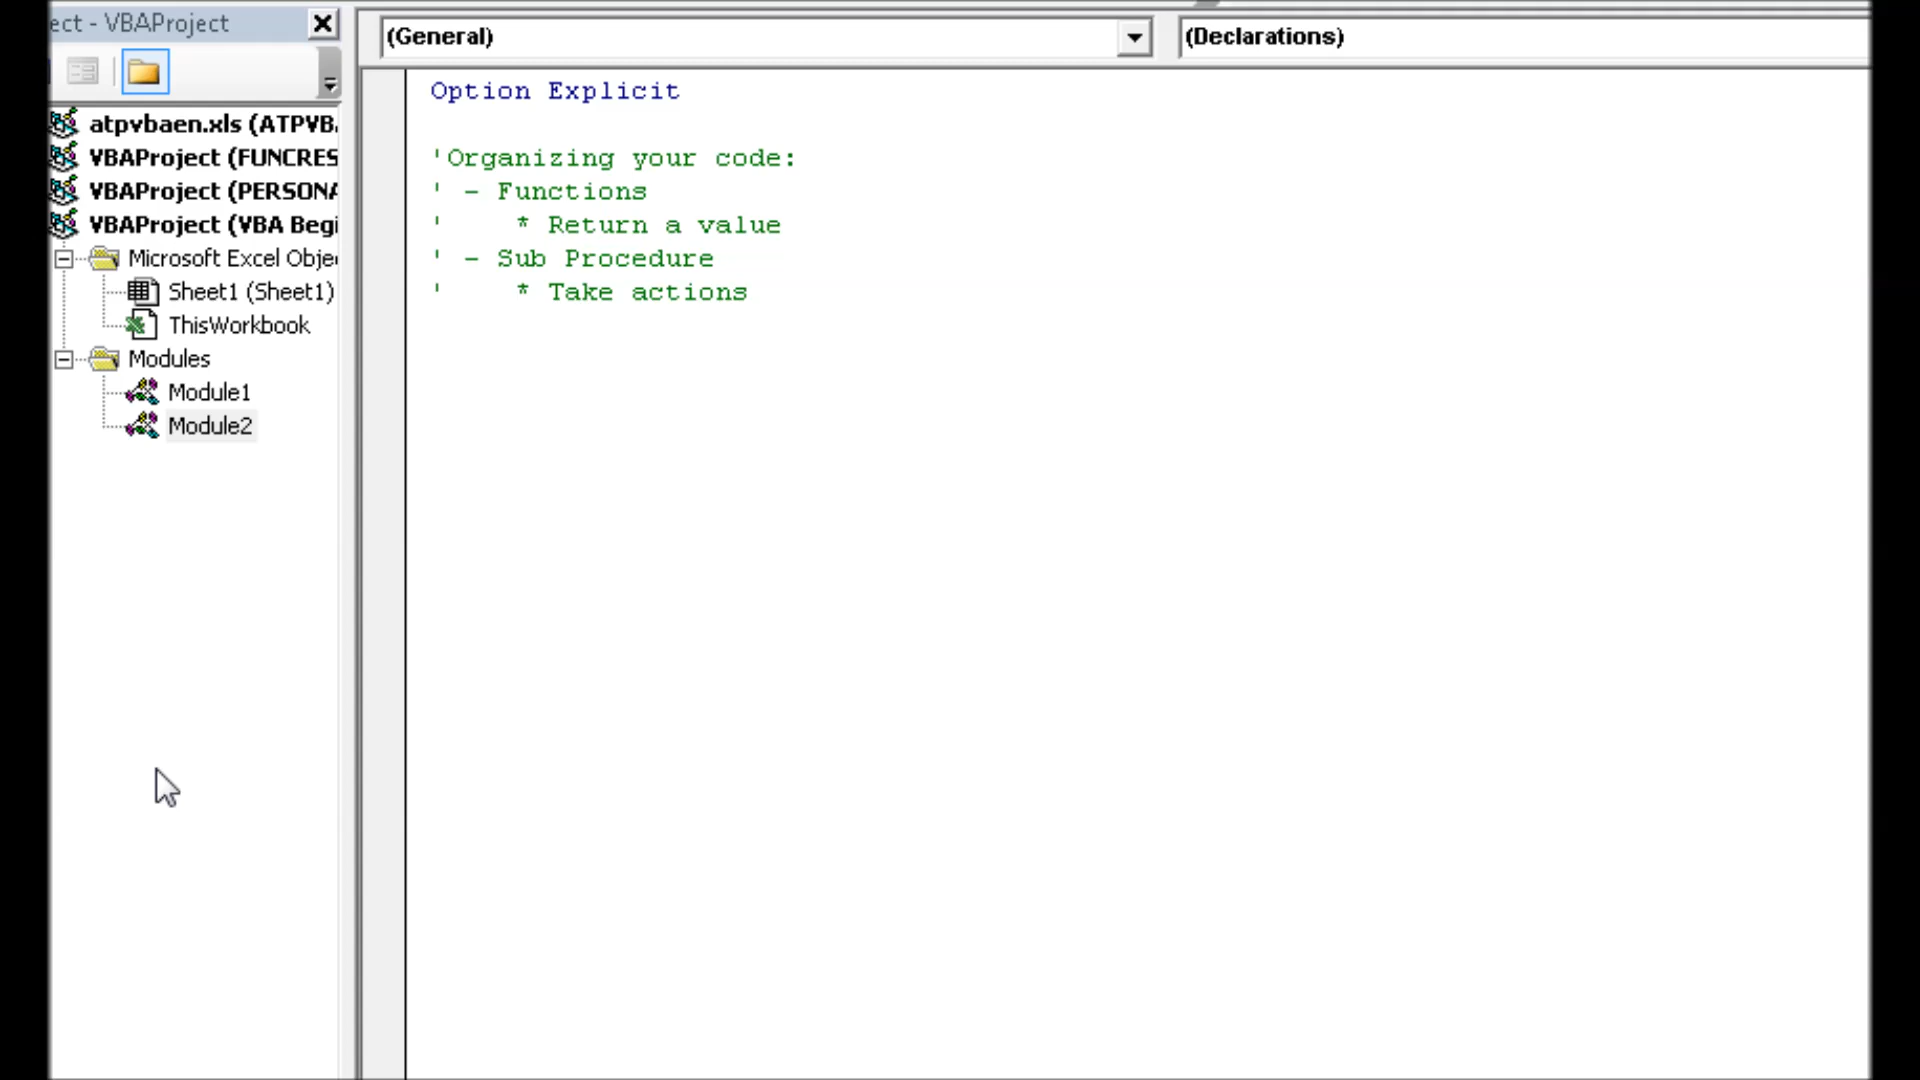 ect - VBAProject
atpvbaen.xls (ATPVB
VBAProject (FUNCRES
VBAProject (PERSONA
VBAProject (VBA Begi
Microsoft Excel Obje
Sheet1 (Sheet1)
ThisWorkbook
Modules
Module1
Module2
(General)
(Declarations)
Option Explicit
'Organizing your code:
' - Functions
'     * Return a value
' - Sub Procedure
'     * Take actions